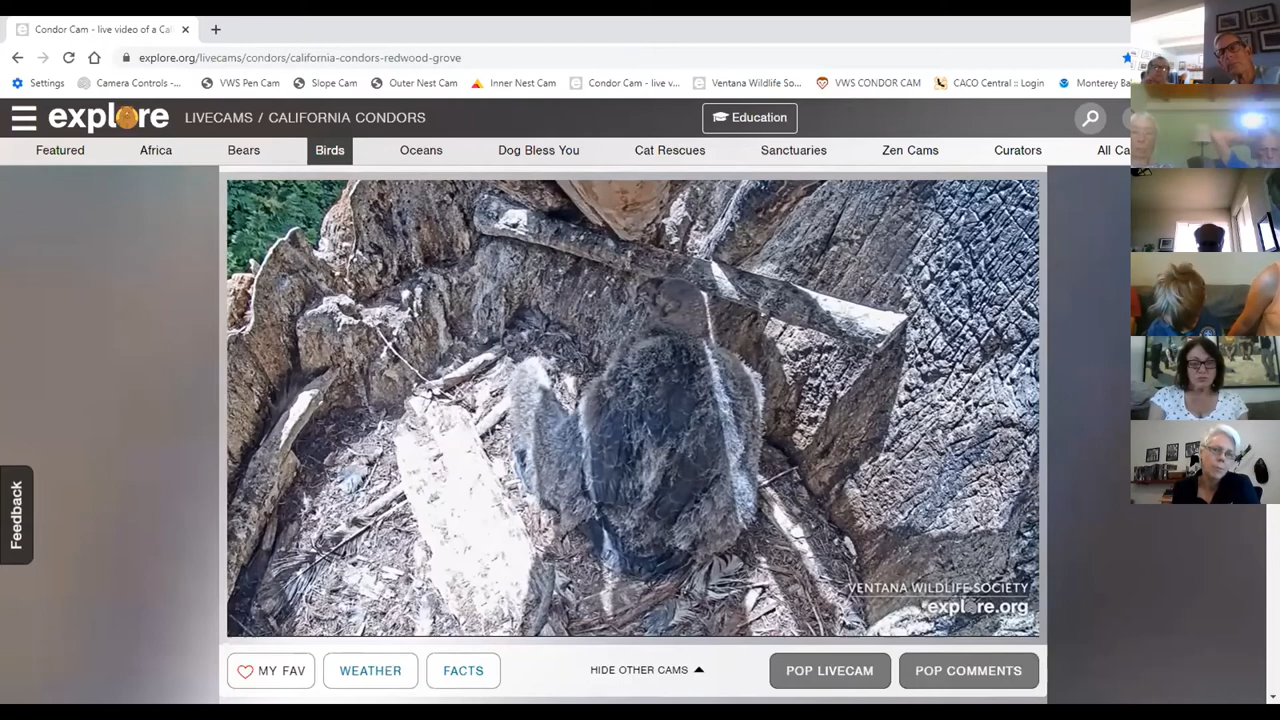 Condor Cam - live video of a Cal
explore.org/livecams/condors/california-condors-redwood-grove
Settings Camera Controls -... VWS Pen Cam Slope Cam Outer Nest Cam Inner Nest Cam Condor Cam - live v... Ventana Wildlife So... VWS CONDOR CAM CACO Central :: Login Monterey Ba
explore LIVECAMS / CALIFORNIA CONDORS Education
Featured Africa Bears Birds Oceans Dog Bless You Cat Rescues Sanctuaries Zen Cams Curators All Ca
Feedback
VENTANA WILDLIFE SOCIETY
explore.org
MY FAV WEATHER FACTS HIDE OTHER CAMS POP LIVECAM POP COMMENTS